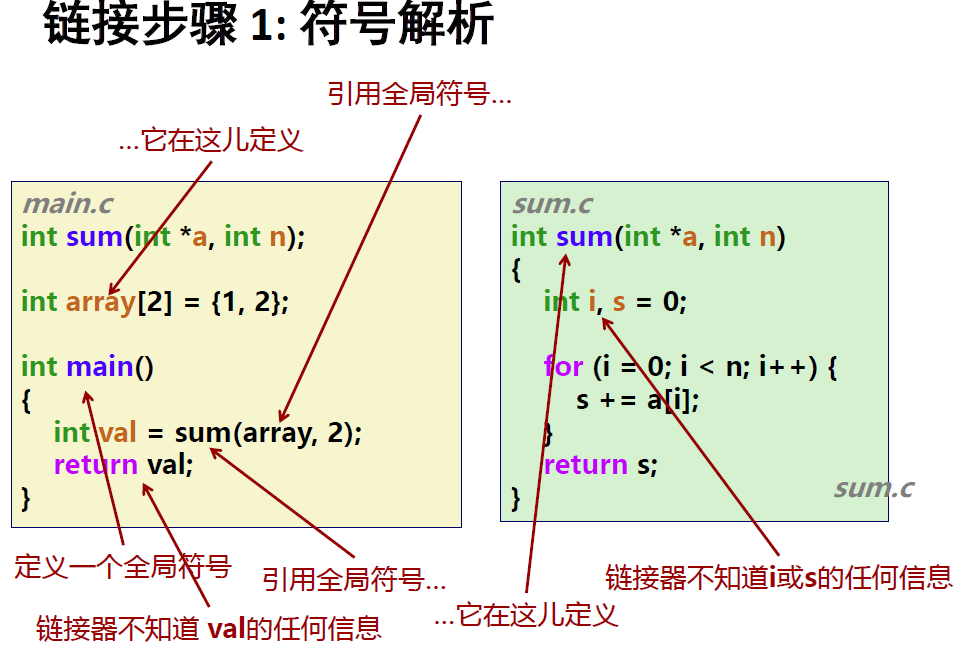 链接步骤 1: 符号解析
引用全局符号...
...它在这儿定义
main.c
int sum(int *a, int n);
int array[2] = {1, 2};
int main()
{
int val = sum(array, 2);
return val;
}
sum.c
int sum(int *a, int n)
{
int i, s = 0;
for (i = 0; i < n; i++) {
s += a[i];
}
return s;
}
sum.c
定义一个全局符号
引用全局符号...
链接器不知道i或s的任何信息
链接器不知道 val的任何信息
...它在这儿定义